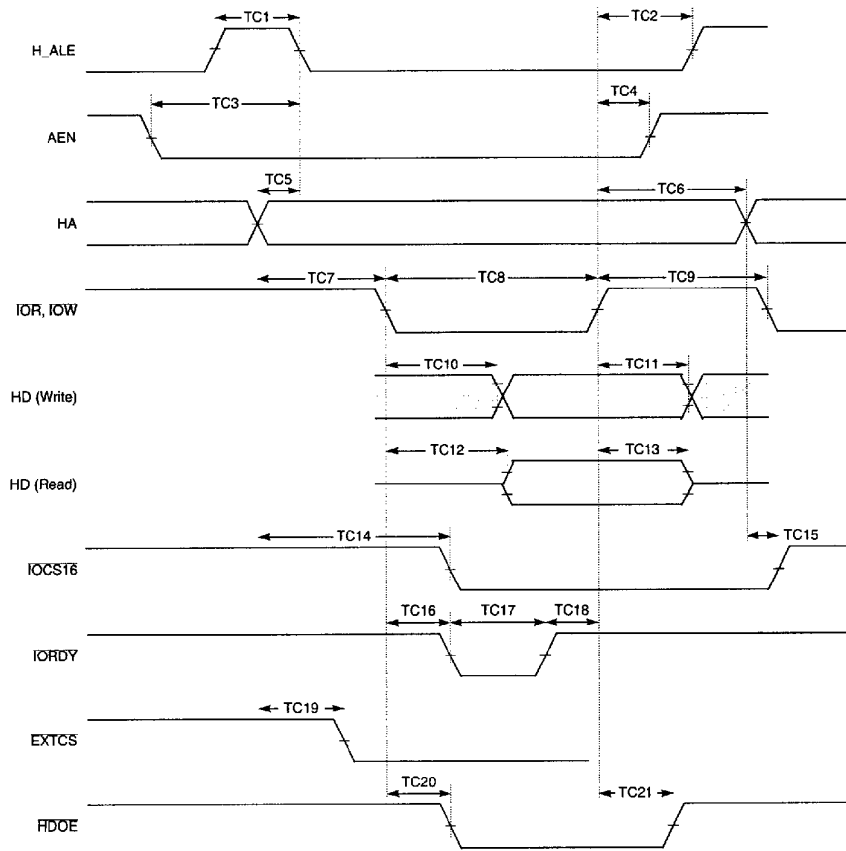 TC1 TC2
H_ALE
TC3 TC4
AEN
TC5 TC6
HA
TC7 TC8 TC9
IOR, IOW
TC10 TC11
HD (Write)
TC12 TC13
HD (Read)
TC14 TC15
IOCS16
TC16 TC17 TC18
IORDY
TC19
EXTCS
TC20 TC21
HDOE